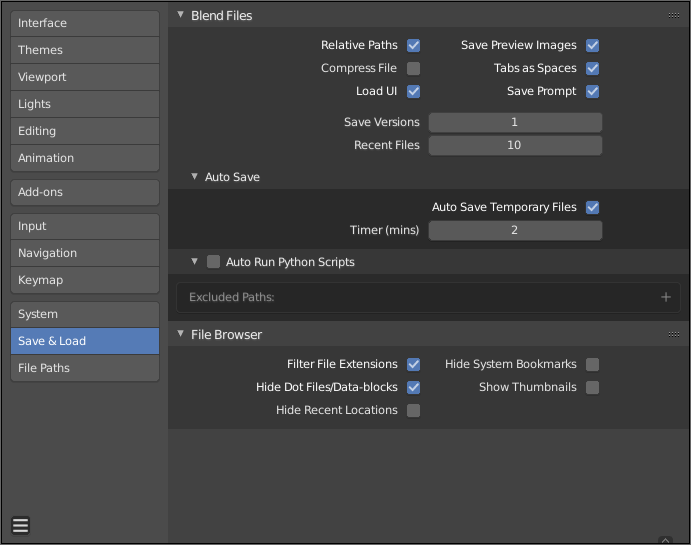 Interface
Themes
Viewport
Lights
Editing
Animation
Add-ons
Input
Navigation
Keymap
System
Save & Load
File Paths
Blend Files
Relative Paths Save Preview Images
Compress File Tabs as Spaces
Load UI Save Prompt
Save Versions 1
Recent Files 10
Auto Save
Auto Save Temporary Files
Timer (mins) 2
Auto Run Python Scripts
Excluded Paths:
File Browser
Filter File Extensions Hide System Bookmarks
Hide Dot Files/Data-blocks Show Thumbnails
Hide Recent Locations